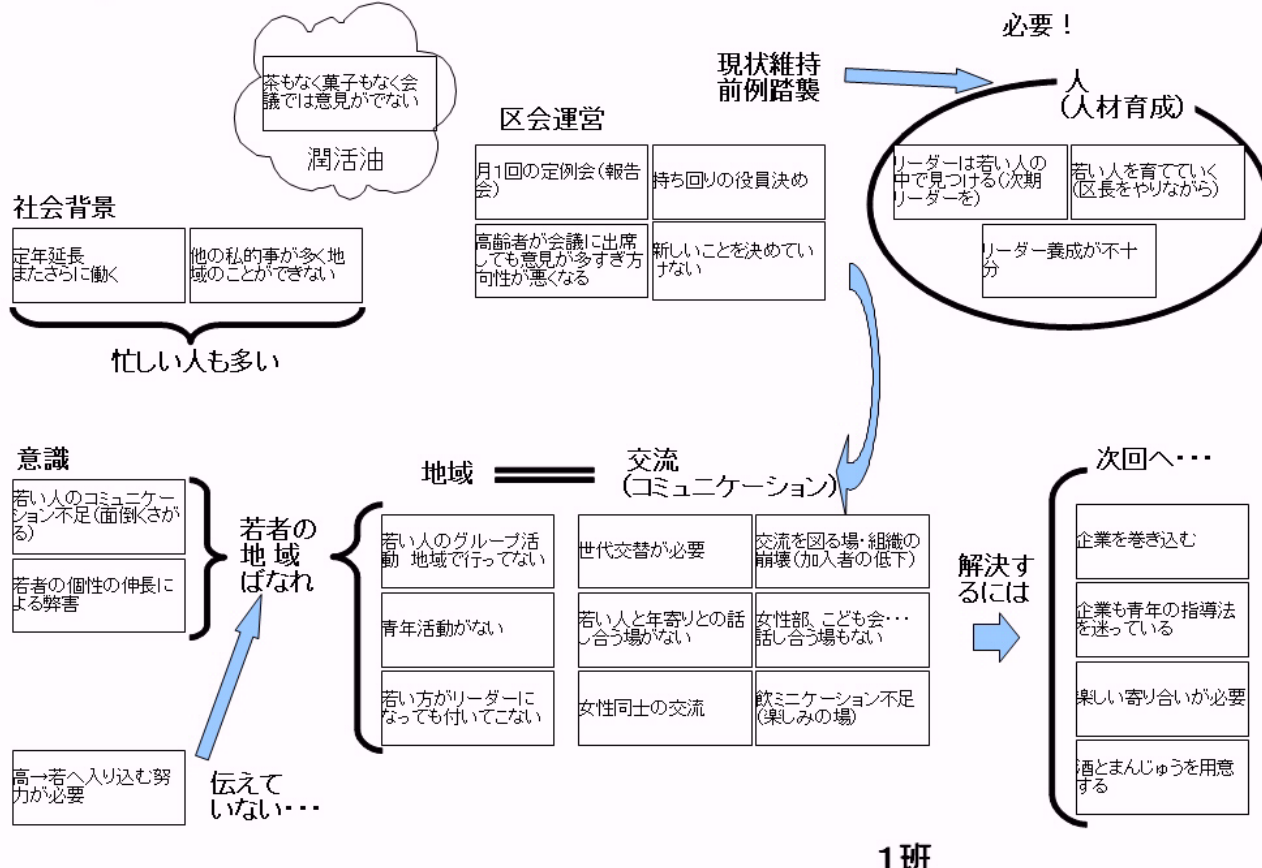 必要!
茶もなく菓子もなく会
議では意見がでない
潤活油
現状維持
前例踏襲
人
(人材育成)
リーダーは若い人の
中で見つける(次期
リーダーを)
若い人を育てていく
(区長をやりながら)
リーダー養成が不十
分
区会運営
月1回の定例会(報告
会)
持ち回りの役員決め
高齢者が会議に出席
しても意見が多すぎ方
向性が悪くなる
新しいことを決めてい
けない
社会背景
定年延長
またさらに働く
他の私的事が多く地
域のことができない
忙しい人も多い
意識
若い人のコミュニケー
ション不足(面倒くさが
る)
若者の個性の伸長に
よる弊害
若者の
地域
ばなれ
高→若へ入り込む努
力が必要
伝えて
いない・・・
地域
交流
(コミュニケーション)
若い人のグループ活
動 地域で行ってない
世代交替が必要
交流を図る場・組織の
崩壊(加入者の低下)
青年活動がない
若い人と年寄りとの話
し合う場がない
女性部、こども会・・・
話し合う場もない
若い方がリーダーに
なっても付いてこない
女性同士の交流
飲ミニケーション不足
(楽しみの場)
解決す
るには
次回へ・・・
企業を巻き込む
企業も青年の指導法
を迷っている
楽しい寄り合いが必要
酒とまんじゅうを用意
する
1班